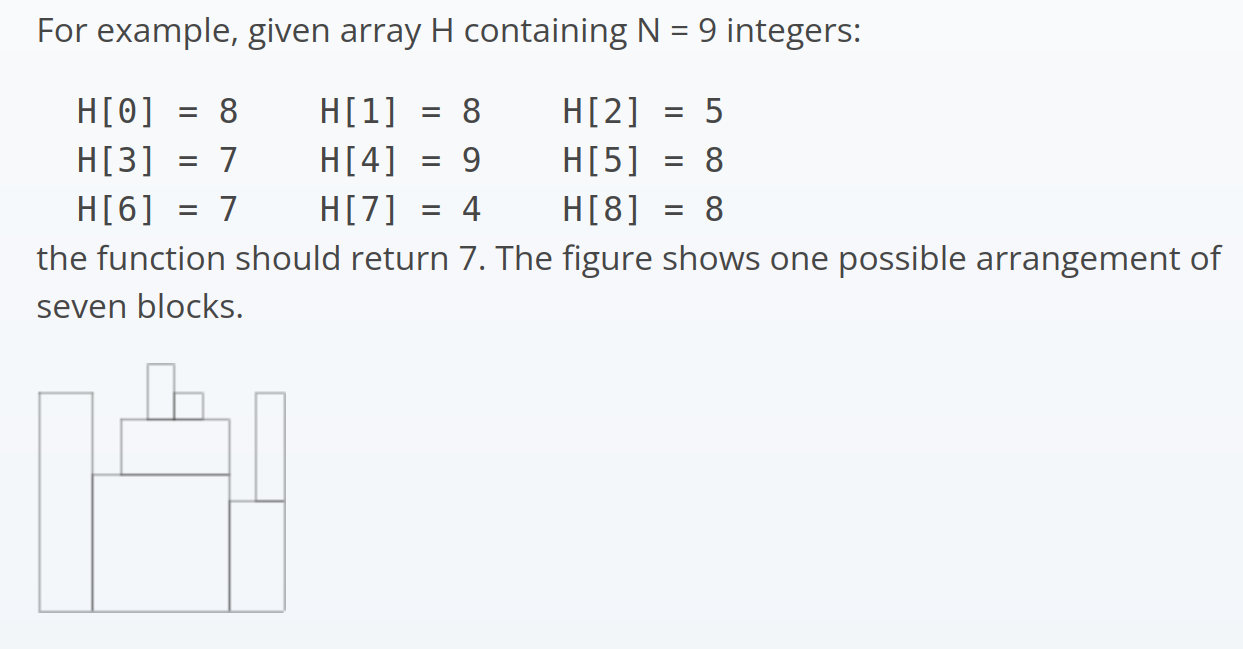 For example, given array H containing N = 9 integers:
H[0] = 8 H[1] = 8 H[2] = 5
H[3] = 7 H[4] = 9 H[5] = 8
H[6] = 7 H[7] = 4 H[8] = 8
the function should return 7. The figure shows one possible arrangement of
seven blocks.